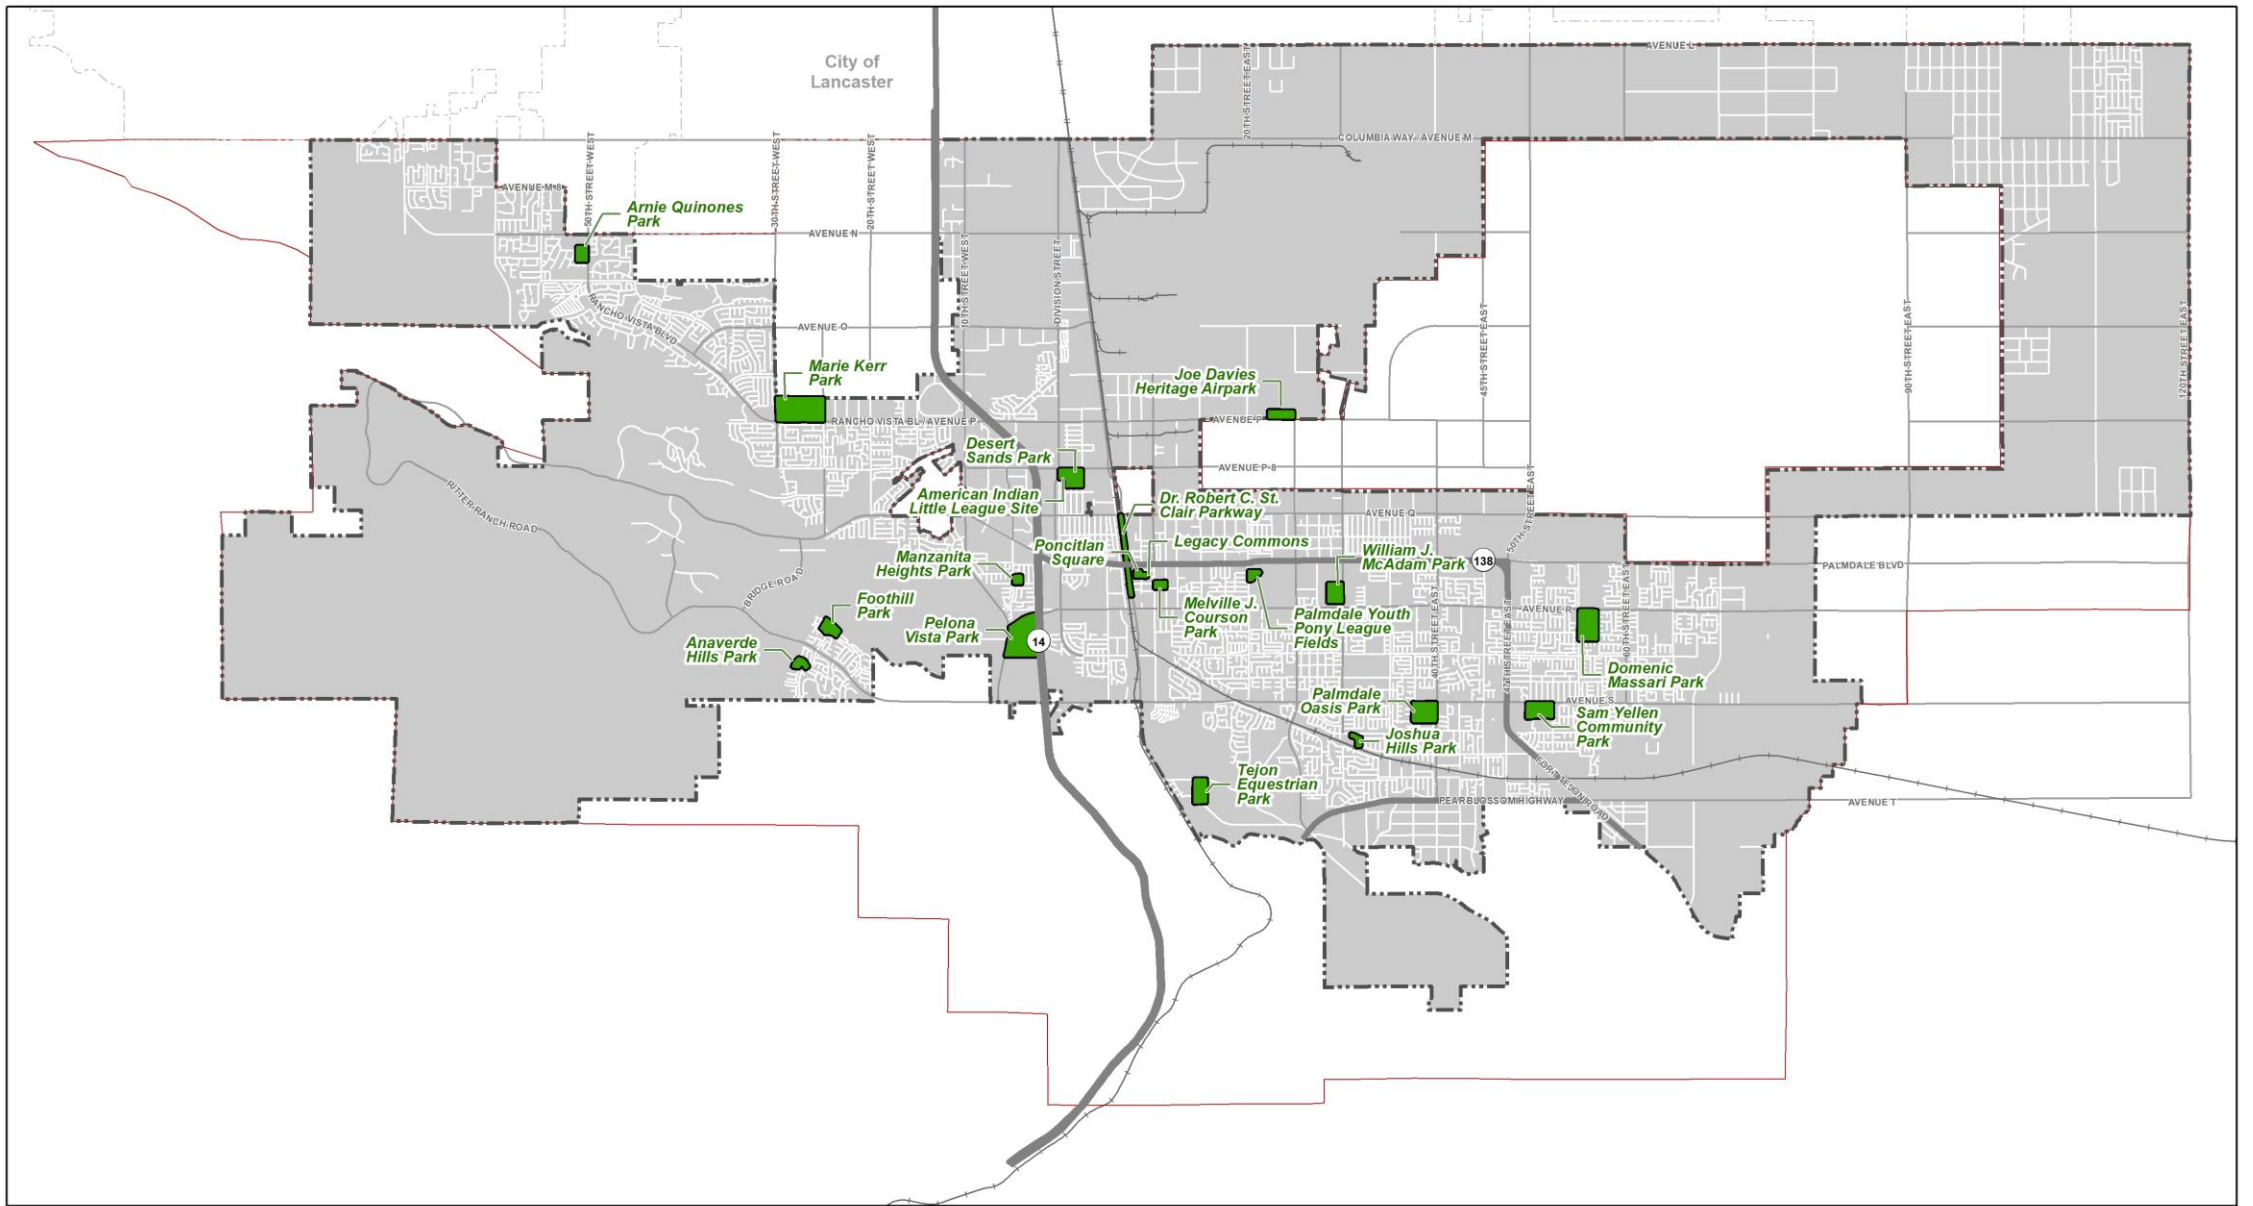 City of
Lancaster
AVENUE L
20TH STREET EAST
COLUMBIA WAY / AVENUE M
50TH STREET WEST
30TH STREET WEST
20TH STREET WEST
AVENUE M-8
Arnie Quinones
Park
AVENUE N
10TH STREET WEST
DIVISION STREET
RANCHO VISTA BLVD
AVENUE O
45TH STREET EAST
90TH STREET EAST
120TH STREET EAST
Marie Kerr
Park
Joe Davies
Heritage Airpark
RANCHO VISTA BL / AVENUE P
AVENUE P
Desert
Sands Park
AVENUE P-8
RITTER RANCH ROAD
American Indian
Little League Site
Dr. Robert C. St.
Clair Parkway
AVENUE Q
50TH STREET EAST
Poncitlan
Square
Legacy Commons
Manzanita
Heights Park
William J.
McAdam Park
138
PALMDALE BLVD
BRIDGE ROAD
Foothill
Park
Melville J.
Courson
Park
Palmdale Youth
Pony League
Fields
40TH STREET EAST
47TH STREET EAST
AVENUE R
60TH STREET EAST
Pelona
Vista Park
14
Anaverde
Hills Park
Domenic
Massari Park
Palmdale
Oasis Park
AVENUE S
Sam Yellen
Community
Park
Joshua
Hills Park
Tejon
Equestrian
Park
FORT TEJON ROAD
PEARBLOSSOM HIGHWAY
AVENUE T